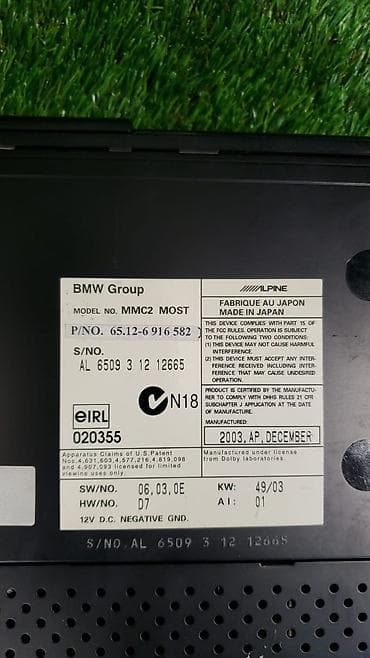 BMW Group
MODEL NO. MMC2 MOST
P/NO. 65.12-6 916 582
S/NO.
AL 6509 3 12 12665
N18
e1RL
020355
Apparatus Claims of U.S.Patent
Nos.4,631,603,4,577,216,4,819,098
and 4,907,093 licensed for limited
viewing uses only.
ALPINE
FABRIQUE AU JAPON
MADE IN JAPAN
THIS DEVICE COMPLIES WITH PART 15 OF
THE FCC RULES. OPERATION IS SUBJECT
TO THE FOLLOWING TWO CONDITIONS:
(1) THIS DEVICE MAY NOT CAUSE HARMFUL
INTERFERENCE.
(2) THIS DEVICE MUST ACCEPT ANY INTER-
FERENCE RECEIVED INCLUDING INTER-
FERENCE THAT MAY CAUSE UNDESIRED
OPERATION.
PRODUCT IS CERTIFIED BY THE MANUFACTU-
RER TO COMPLY WITH DHHS RULES 21 CFR
SUBCHAPTER J APPLICATION AT THE DATE OF
MANUFACTURE.
MANUFACTURED:
2003,AP,DECEMBER
Manufactured under license
from Dolby laboratories.
SW/NO. 06,03,0E KW: 49/03
HW/NO. D7 AI: 01
12V D.C. NEGATIVE GND.
S/NO.AL 6509 3 12 12665